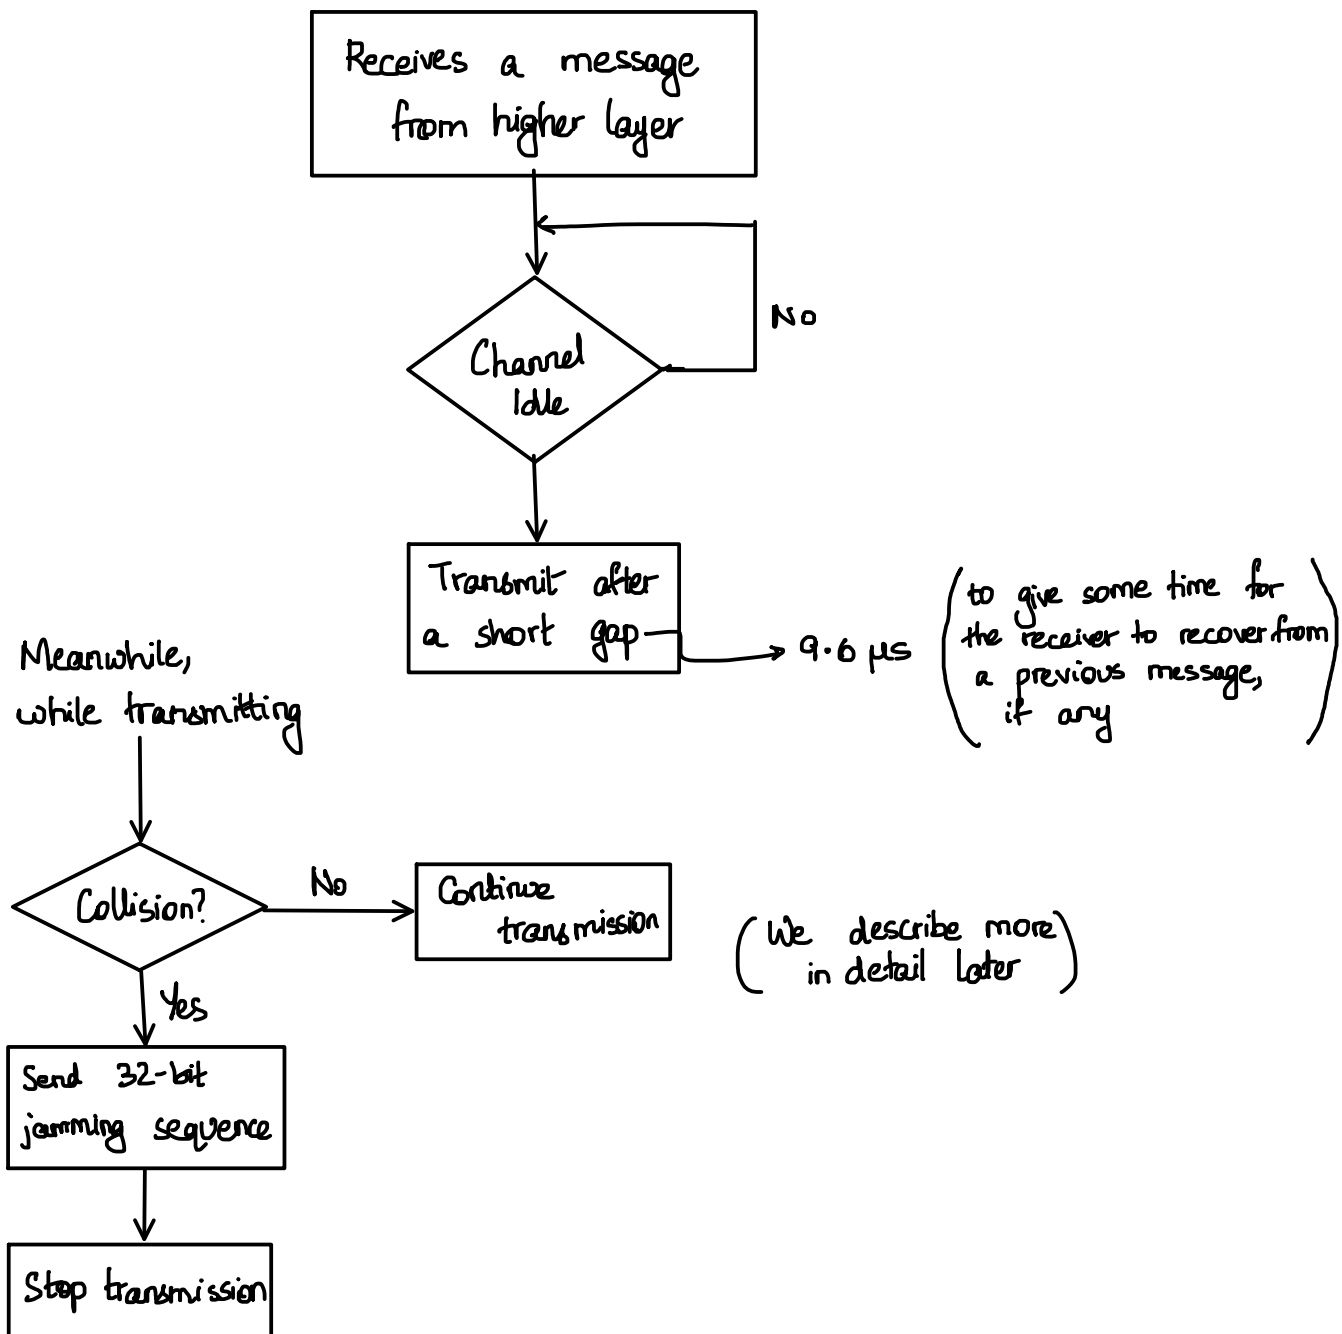 Receives a message
from higher layer
No
Channel
Idle
Transmit after
a short gap
9.6 μs
(to give some time for
the receiver to recover from
a previous message,
if any)
Meanwhile,
while transmitting
Collision?
No
Continue
transmission
(We describe more
in detail later)
Yes
Send 32-bit
jamming sequence
Stop transmission